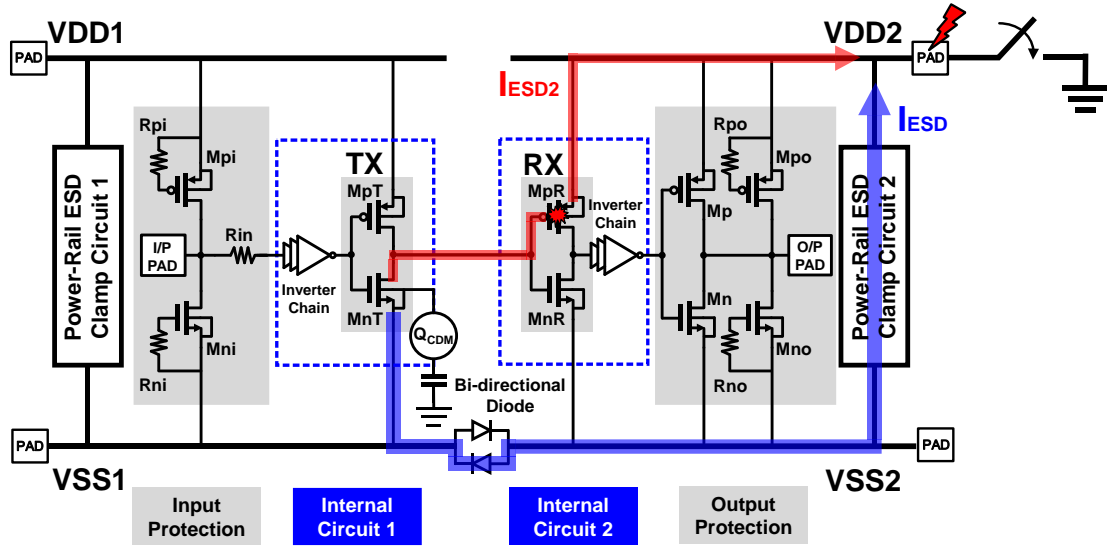 VDD1
VDD2
PAD
PAD
IESD2
IESD
Rpi
Mpi
TX
MpT
RX
MpR
Inverter
Chain
Rpo
Mpo
Mp
Power-Rail ESD
Clamp Circuit 1
I/P
PAD
Rin
Inverter
Chain
O/P
PAD
Power-Rail ESD
Clamp Circuit 2
Mni
Rni
MnT
QCDM
MnR
Mn
Mno
Rno
Bi-directional
Diode
PAD
PAD
VSS1
VSS2
Input
Protection
Internal
Circuit 1
Internal
Circuit 2
Output
Protection